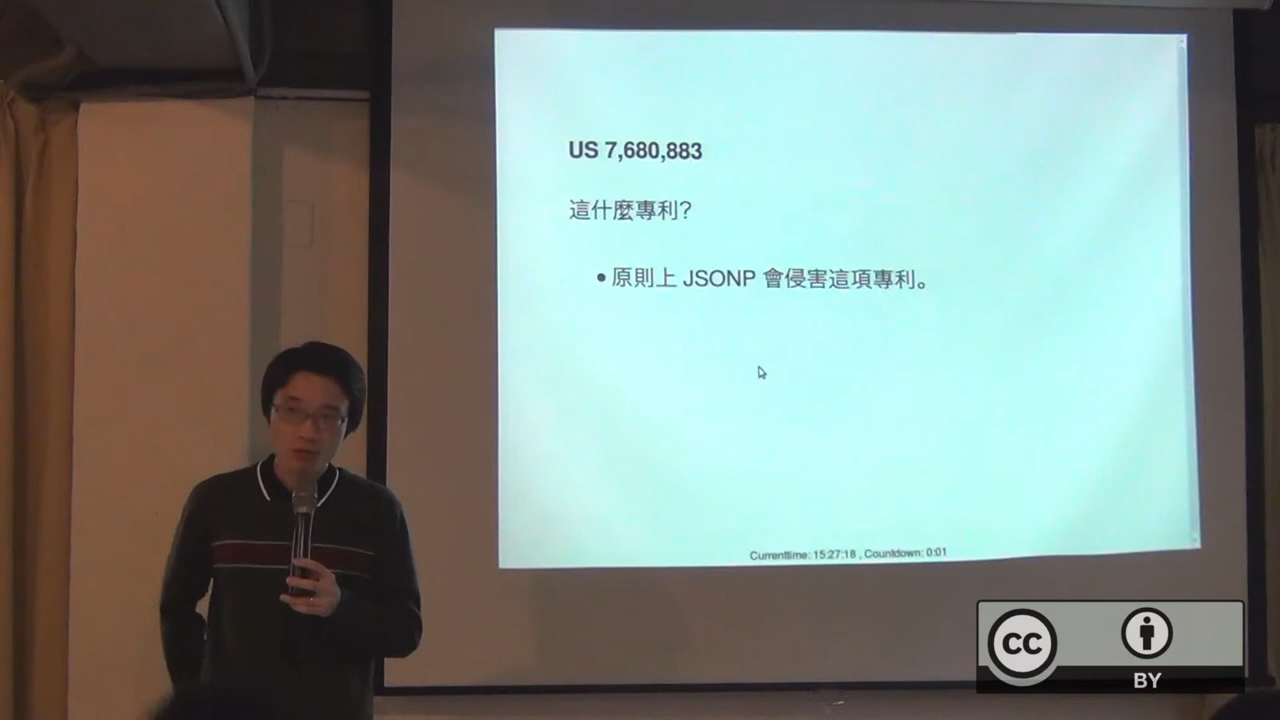 US 7,680,883
這什麼專利?
• 原則上 JSONP 會侵害這項專利。
Currenttime: 15:27:18 , Countdown: 0:01
CC
BY